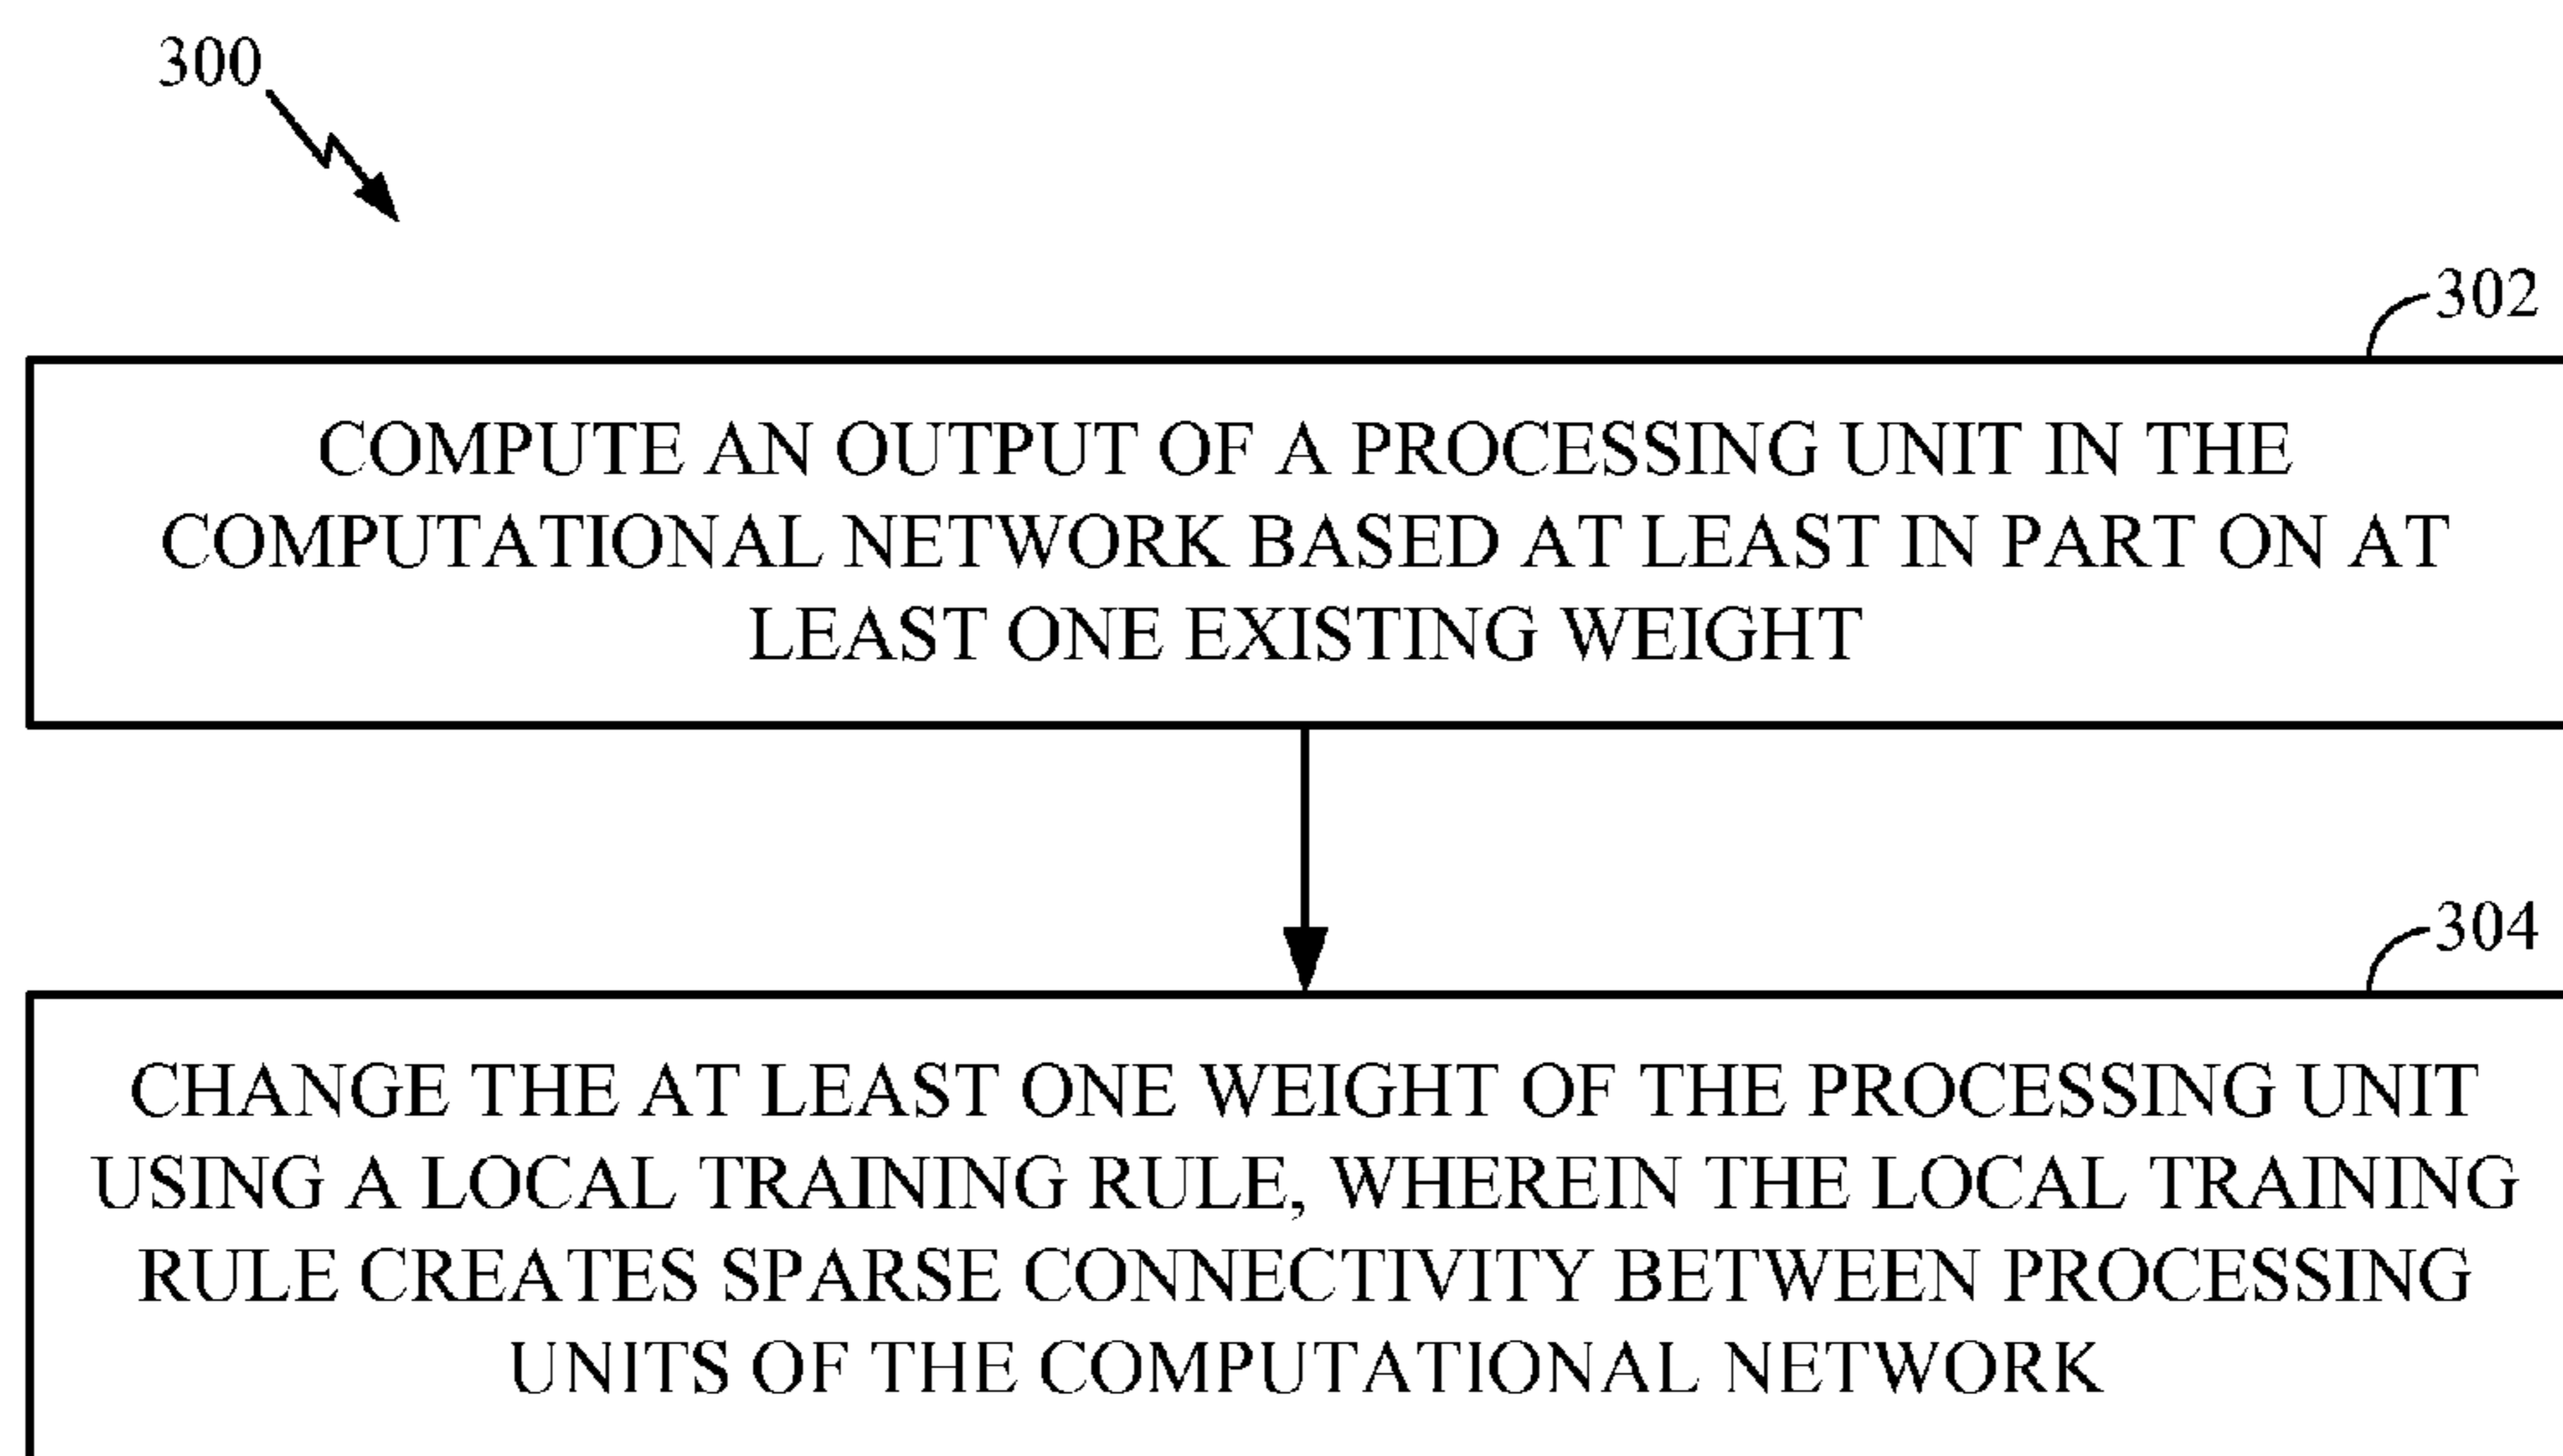 300
302
COMPUTE AN OUTPUT OF A PROCESSING UNIT IN THE
COMPUTATIONAL NETWORK BASED AT LEAST IN PART ON AT
LEAST ONE EXISTING WEIGHT
304
CHANGE THE AT LEAST ONE WEIGHT OF THE PROCESSING UNIT
USING A LOCAL TRAINING RULE, WHEREIN THE LOCAL TRAINING
RULE CREATES SPARSE CONNECTIVITY BETWEEN PROCESSING
UNITS OF THE COMPUTATIONAL NETWORK